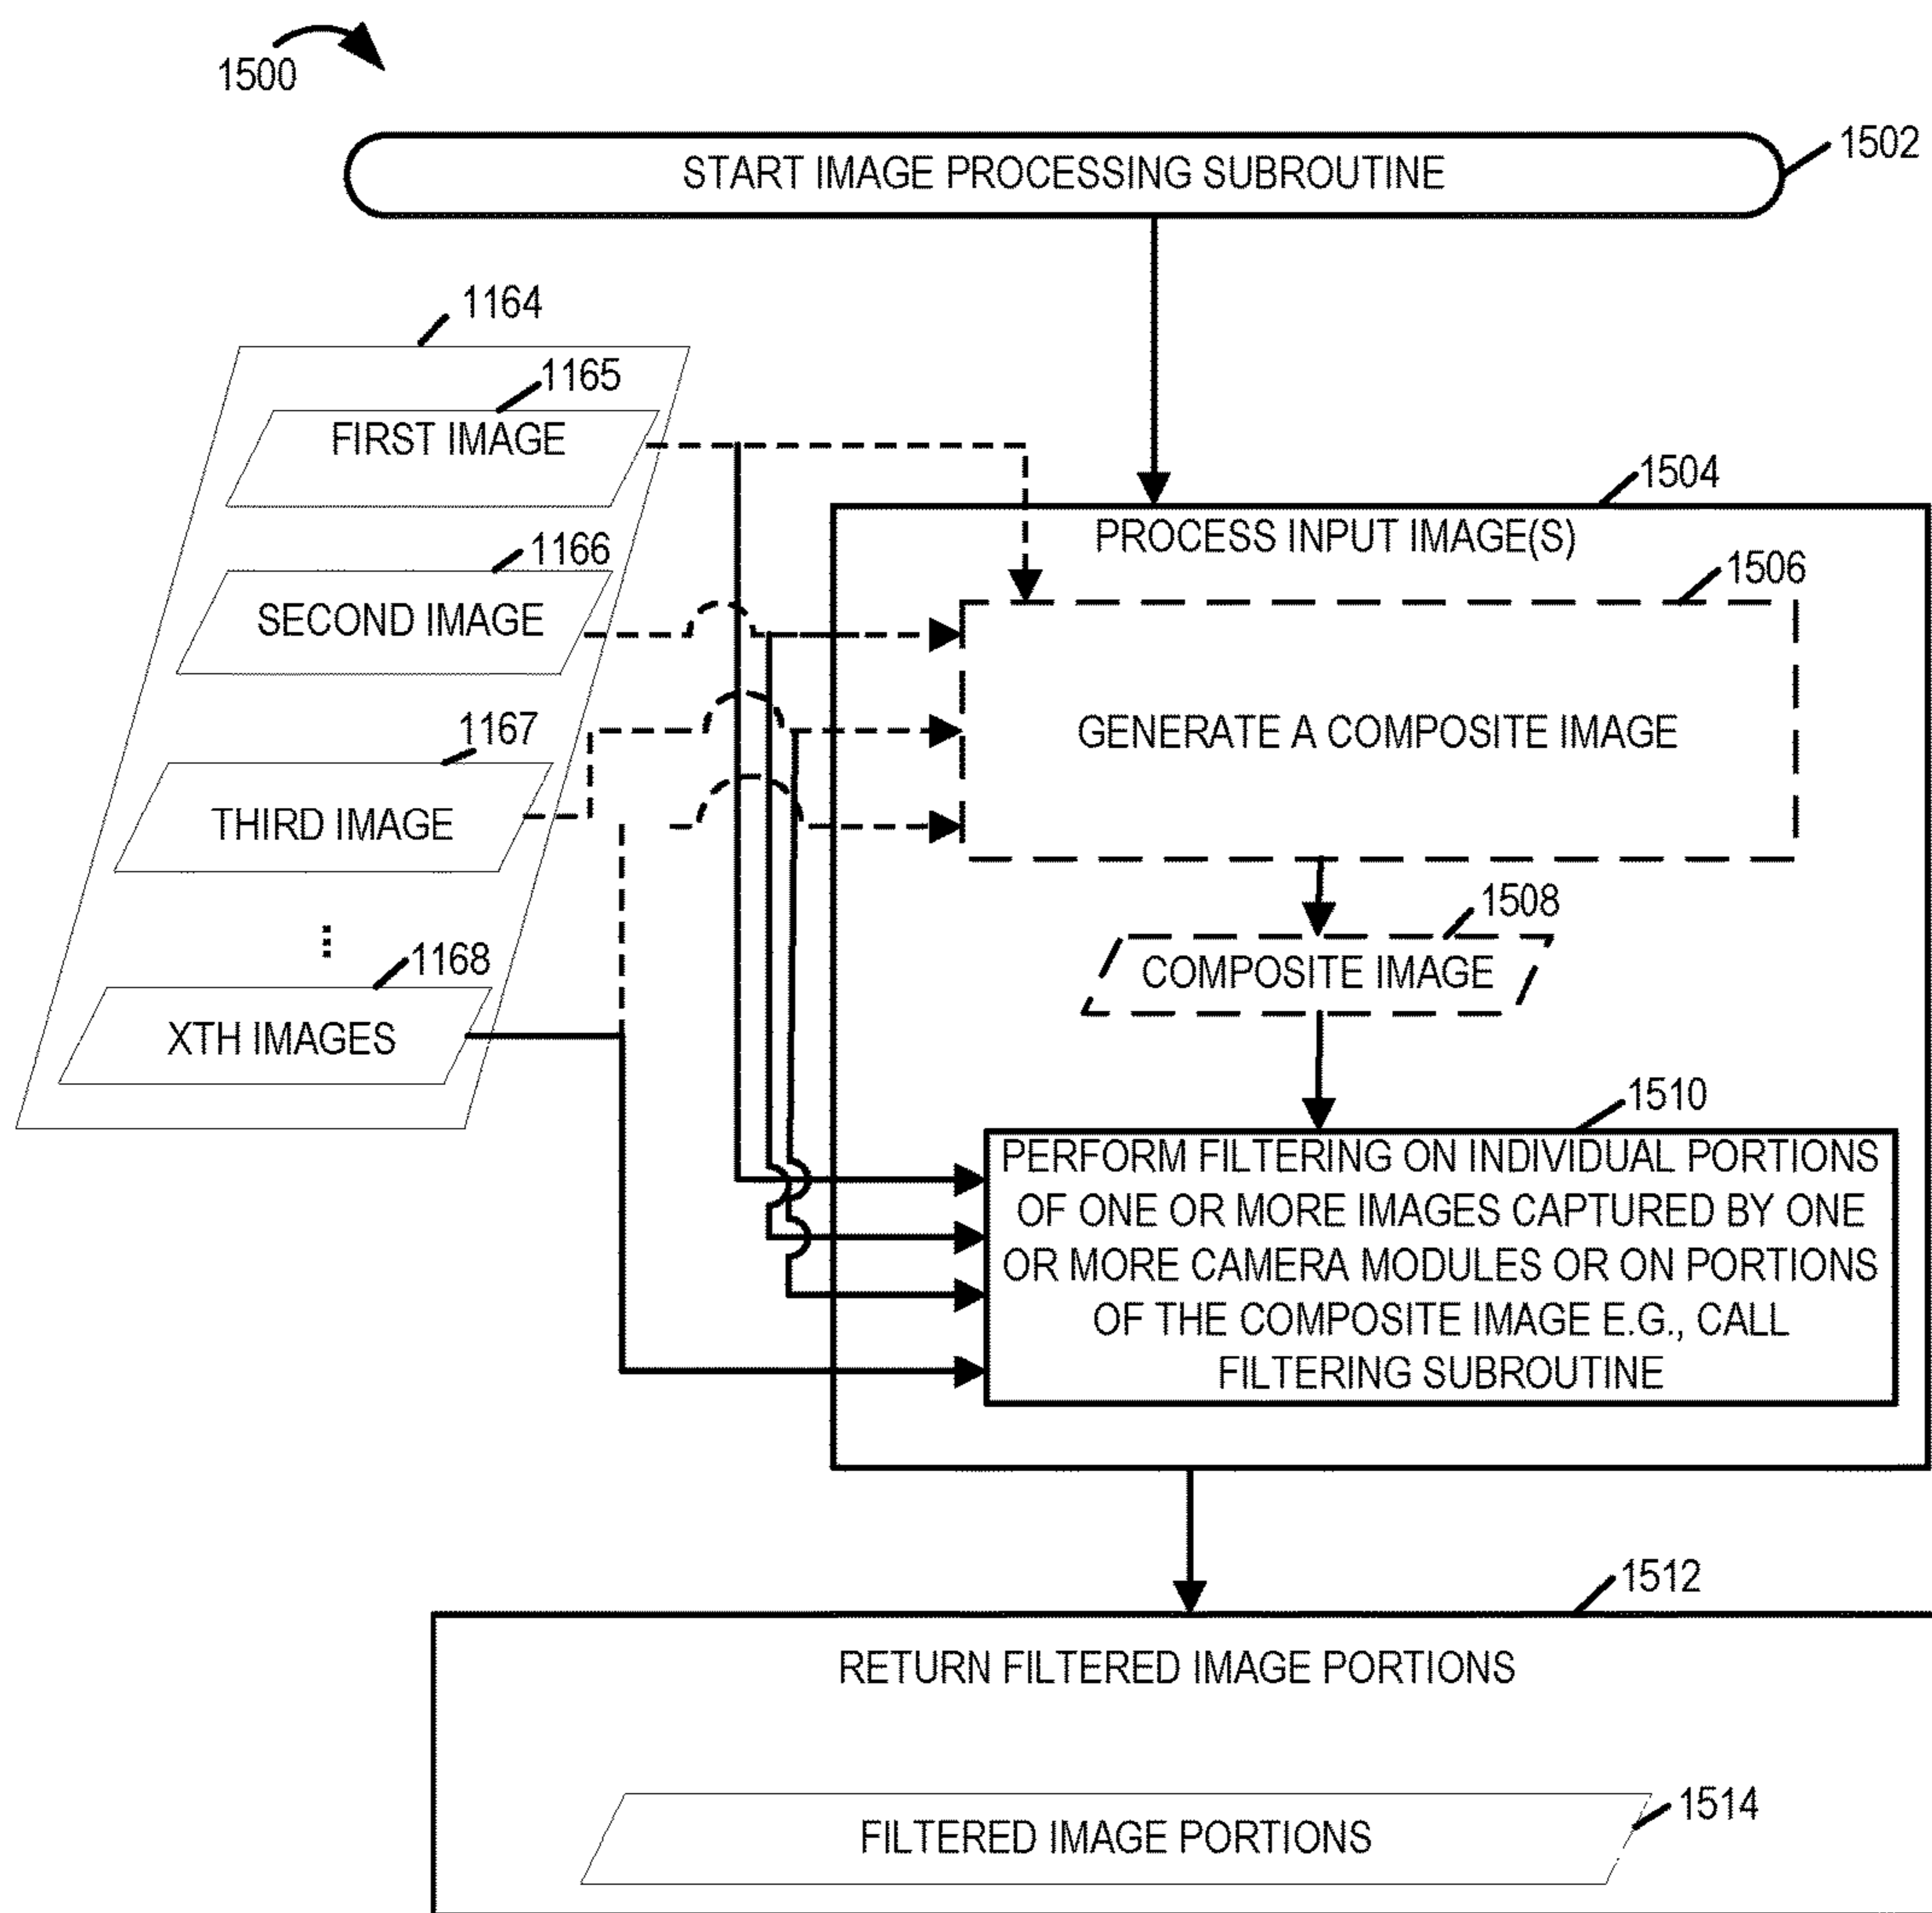 1500
1502
START IMAGE PROCESSING SUBROUTINE
1164
1165
FIRST IMAGE
1504
PROCESS INPUT IMAGE(S)
1166
SECOND IMAGE
1506
GENERATE A COMPOSITE IMAGE
1167
THIRD IMAGE
...
1508
COMPOSITE IMAGE
1168
XTH IMAGES
1510
PERFORM FILTERING ON INDIVIDUAL PORTIONS
OF ONE OR MORE IMAGES CAPTURED BY ONE
OR MORE CAMERA MODULES OR ON PORTIONS
OF THE COMPOSITE IMAGE E.G., CALL
FILTERING SUBROUTINE
1512
RETURN FILTERED IMAGE PORTIONS
1514
FILTERED IMAGE PORTIONS